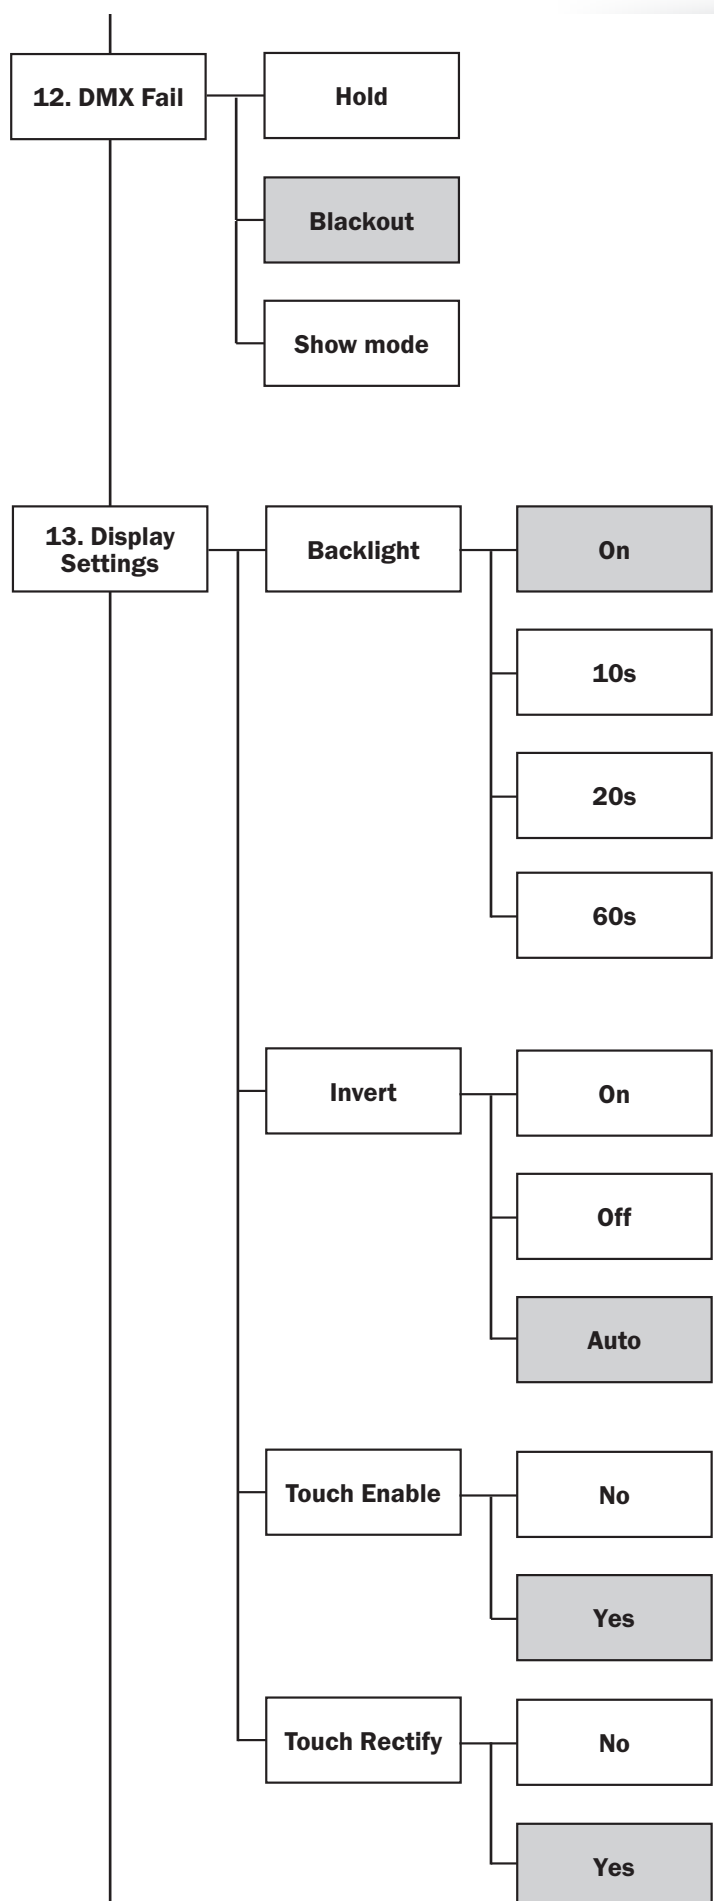 12. DMX Fail
Hold
Blackout
Show mode
13. Display
Settings
Backlight
On
10s
20s
60s
Invert
On
Off
Auto
Touch Enable
No
Yes
Touch Rectify
No
Yes